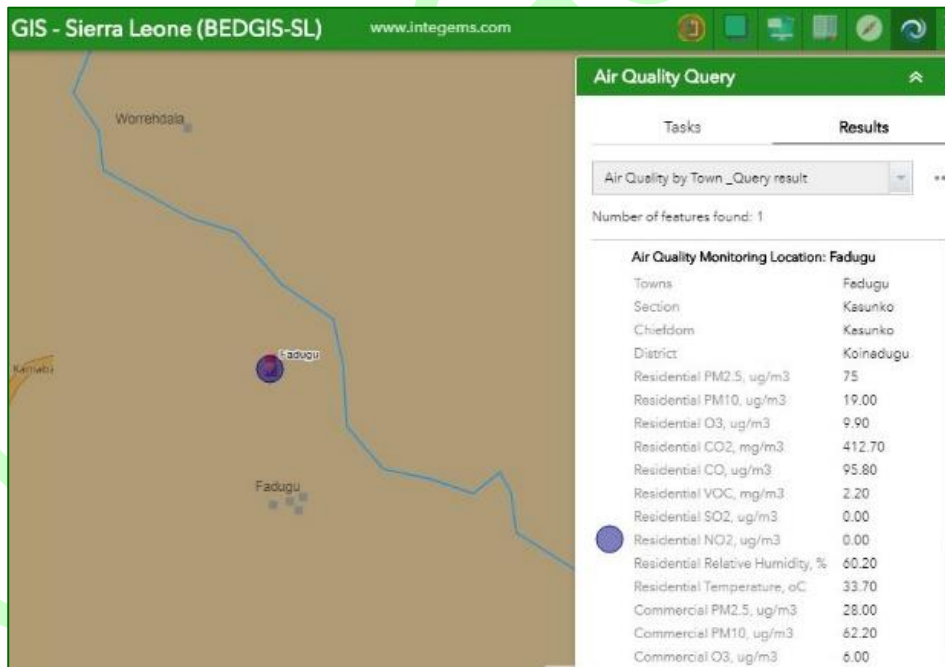 GIS - Sierra Leone (BEDGIS-SL) www.integems.com
Worrehdala
Fadugu
Fadugu
Air Quality Query
Tasks Results
Air Quality by Town _Query result
Number of features found: 1
Air Quality Monitoring Location: Fadugu
Towns Fadugu
Section Kasunko
Chiefdom Kasunko
District Koinadugu
Residential PM2.5, ug/m3 75
Residential PM10, ug/m3 19.00
Residential O3, ug/m3 9.90
Residential CO2, mg/m3 412.70
Residential CO, ug/m3 95.80
Residential VOC, mg/m3 2.20
Residential SO2, ug/m3 0.00
Residential NO2, ug/m3 0.00
Residential Relative Humidity, % 60.20
Residential Temperature, oC 33.70
Commercial PM2.5, ug/m3 28.00
Commercial PM10, ug/m3 62.20
Commercial O3, ug/m3 6.00